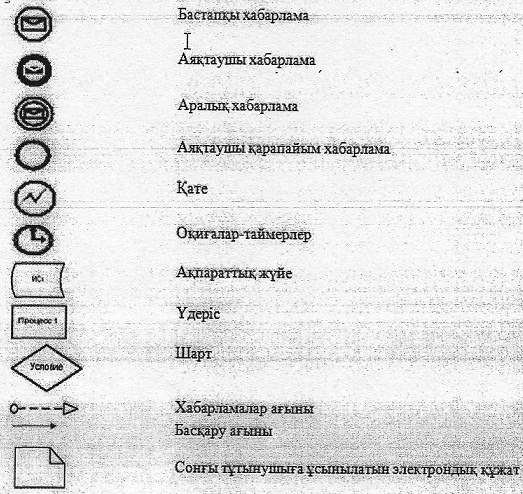 Бастапқы хабарлама
Аяқтаушы хабарлама
Аралық хабарлама
Аяқтаушы қарапайым хабарлама
Қате
Оқиғалар-таймерлер
ИС
Ақпараттық жүйе
Процесс 1
Үдеріс
Условие
Шарт
Хабарламалар ағыны
Басқару ағыны
Соңғы тұтынушыға ұсынылатын электрондық құжат